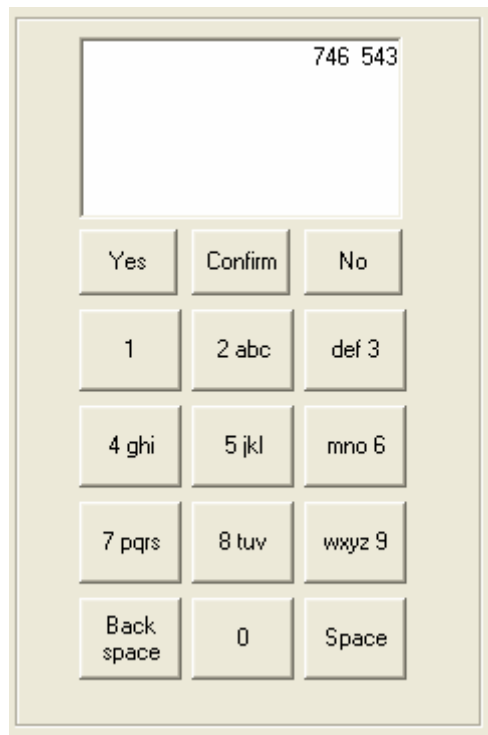 746 543
Yes Confirm No
1 2 abc def 3
4 ghi 5 jkl mno 6
7 pqrs 8 tuv wxyz 9
Back
space 0 Space